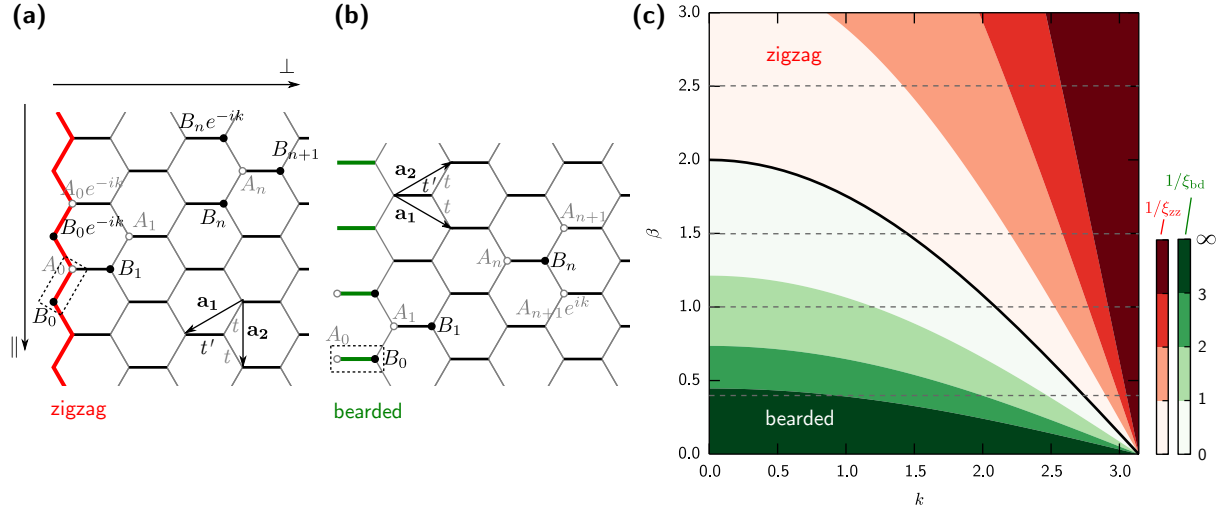 (a)
⊥
∥
B_n e^{-ik}
B_{n+1}
A_n
A_0 e^{-ik}
B_n
B_0 e^{-ik}
A_1
A_0
B_1
B_0
a_1
t
a_2
t'
t
zigzag
(b)
a_2
t'
t
a_1
t
A_{n+1}
A_n
B_n
A_{n+1} e^{ik}
A_1
B_1
A_0
B_0
bearded
(c)
3.0
2.5
2.0
1.5
1.0
0.5
0.0
β
zigzag
bearded
0.0
0.5
1.0
1.5
2.0
2.5
3.0
k
1/ξ_zz
1/ξ_bd
∞
3
2
1
0